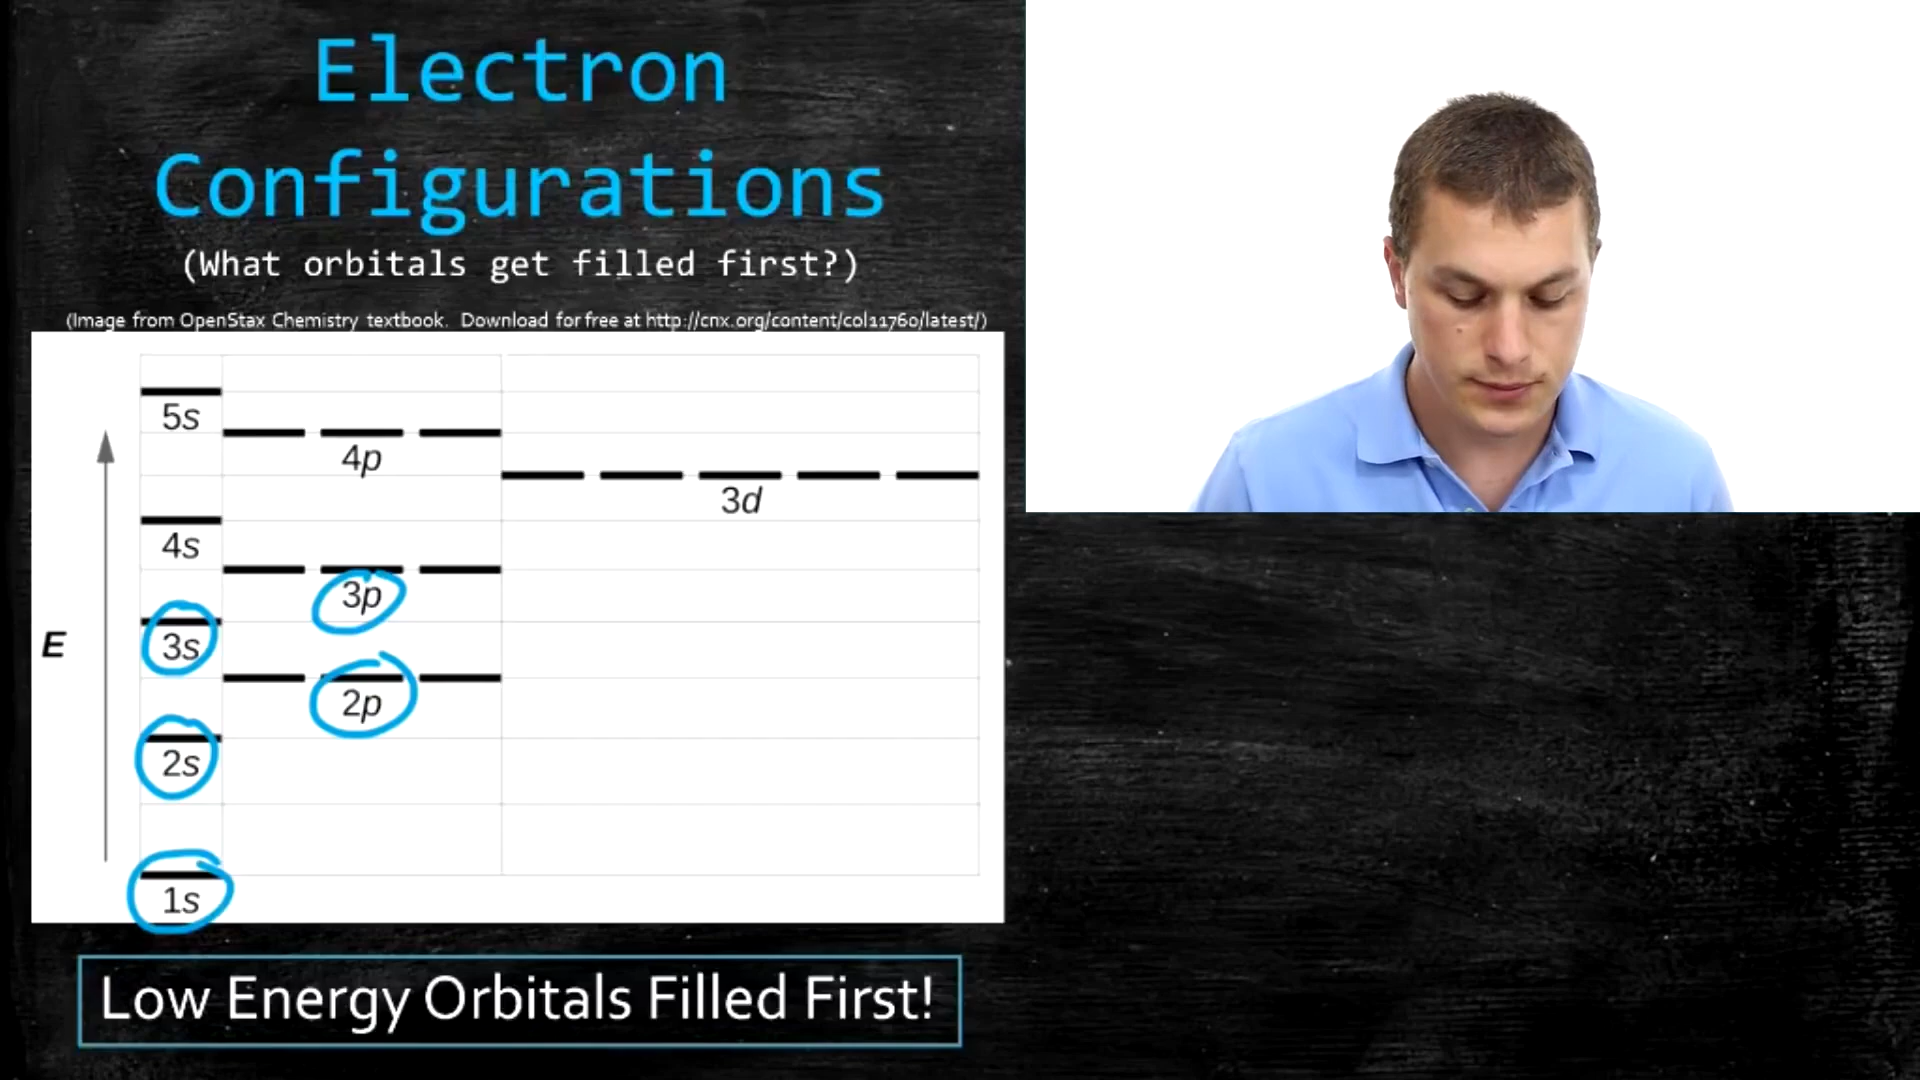 Electron
Configurations
(What orbitals get filled first?)
(Image from OpenStax Chemistry textbook. Download for free at http://cnx.org/content/col11760/latest/)
5s
4p
3d
4s
3p
3s
E
2p
2s
1s
Low Energy Orbitals Filled First!